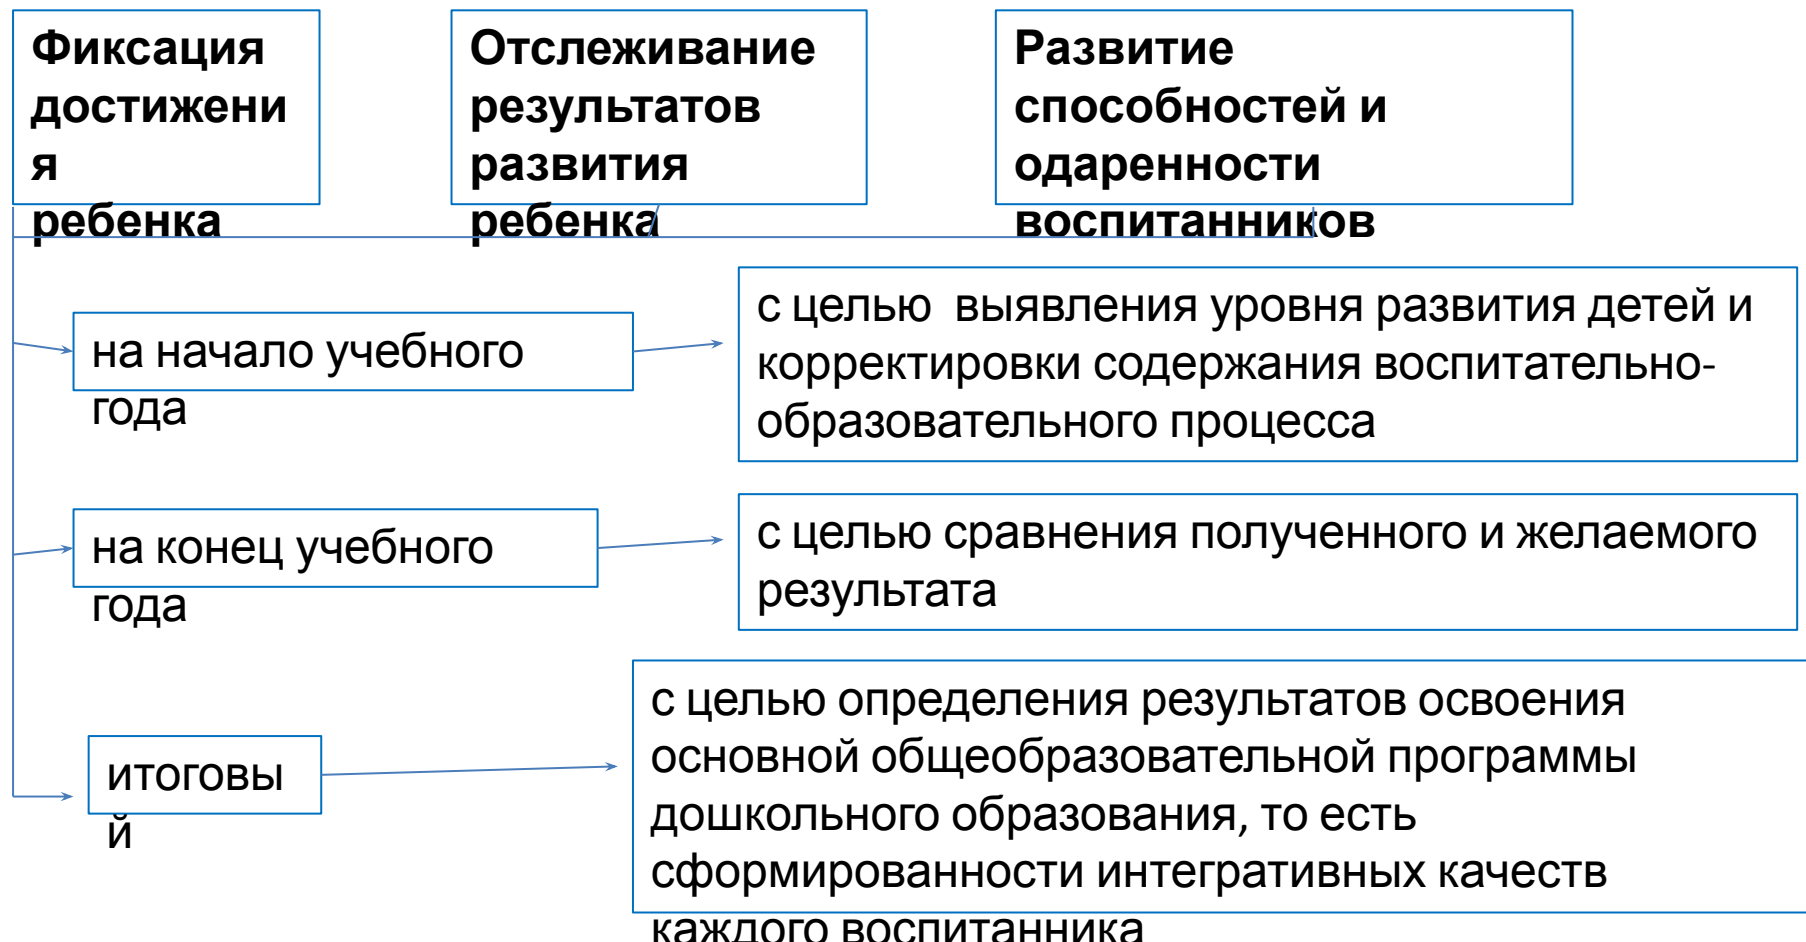 Фиксация
достижени
я
ребенка
Отслеживание
результатов
развития
ребенка
Развитие
способностей и
одаренности
воспитанников
на начало учебного
года
с целью  выявления уровня развития детей и
корректировки содержания воспитательно-
образовательного процесса
на конец учебного
года
с целью сравнения полученного и желаемого
результата
итоговы
й
с целью определения результатов освоения
основной общеобразовательной программы
дошкольного образования, то есть
сформированности интегративных качеств
каждого воспитанника